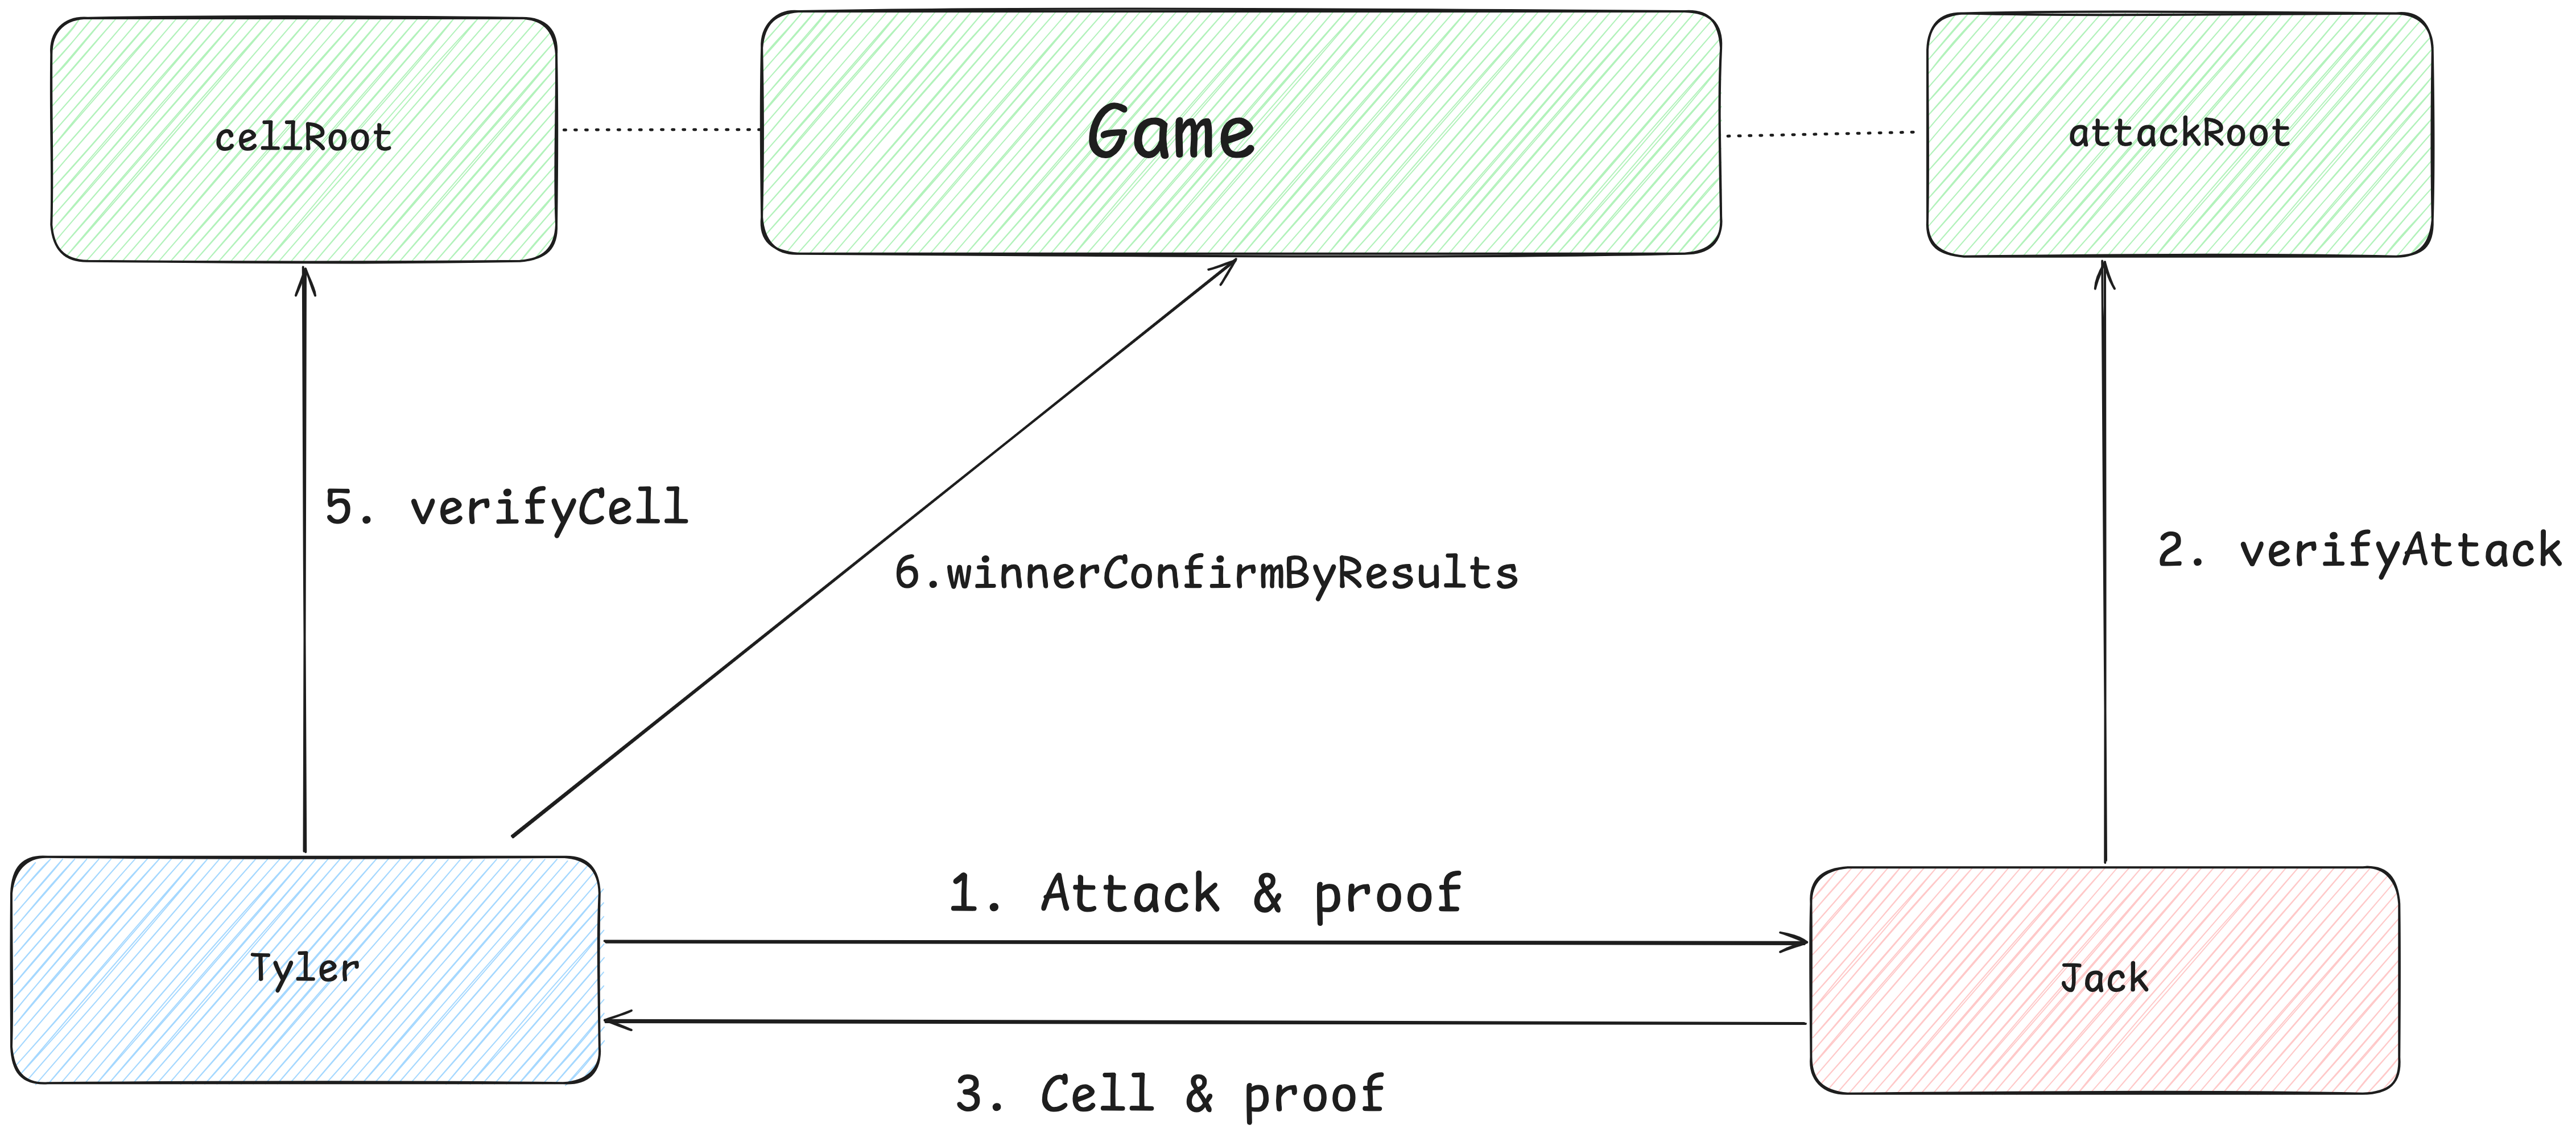 cellRoot
Game
attackRoot
5. verifyCell
6.winnerConfirmByResults
2. verifyAttack
1. Attack & proof
Tyler
Jack
3. Cell & proof